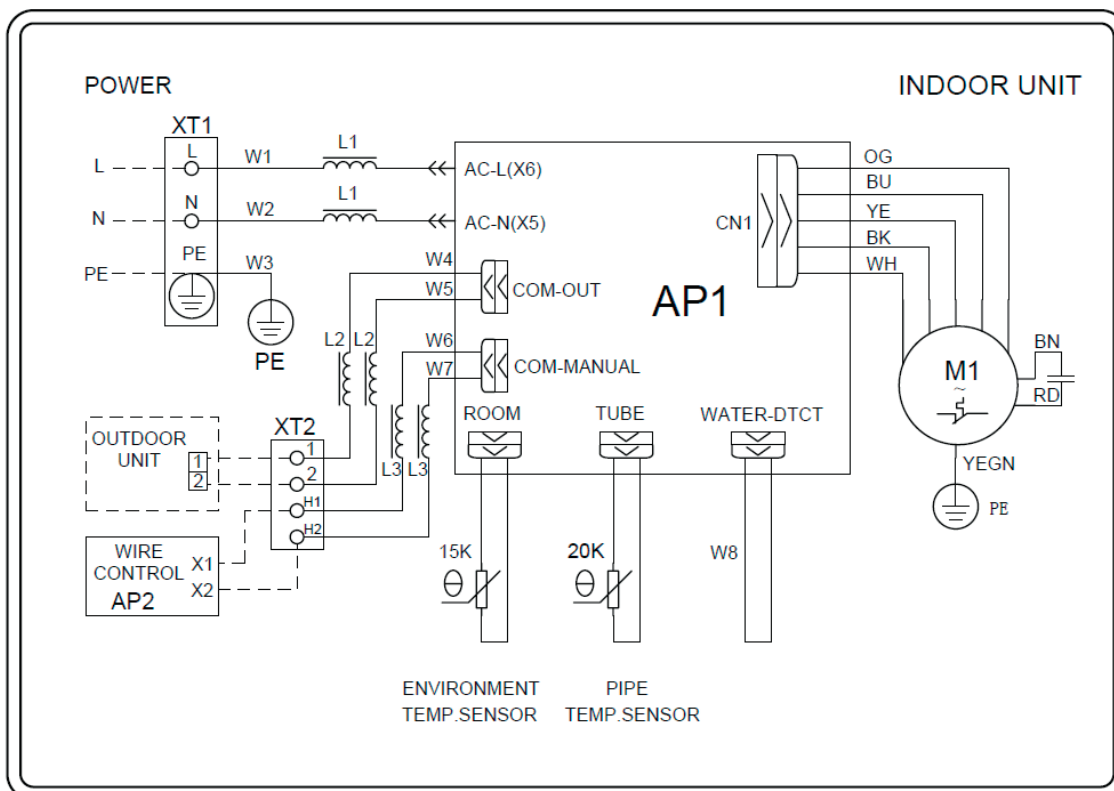 POWER
INDOOR UNIT
XT1
L
L
W1
L1
AC-L(X6)
N
N
W2
L1
AC-N(X5)
PE
PE
W3
PE
W4
W5
COM-OUT
L2
L2
W6
W7
COM-MANUAL
CN1
AP1
OG
BU
YE
BK
WH
M1
~
BN
RD
YEGN
PE
ROOM
TUBE
WATER-DTCT
OUTDOOR
UNIT
1
2
XT2
1
2
H1
H2
L3
L3
WIRE
CONTROL
AP2
X1
X2
15K
θ
20K
θ
W8
ENVIRONMENT
TEMP.SENSOR
PIPE
TEMP.SENSOR